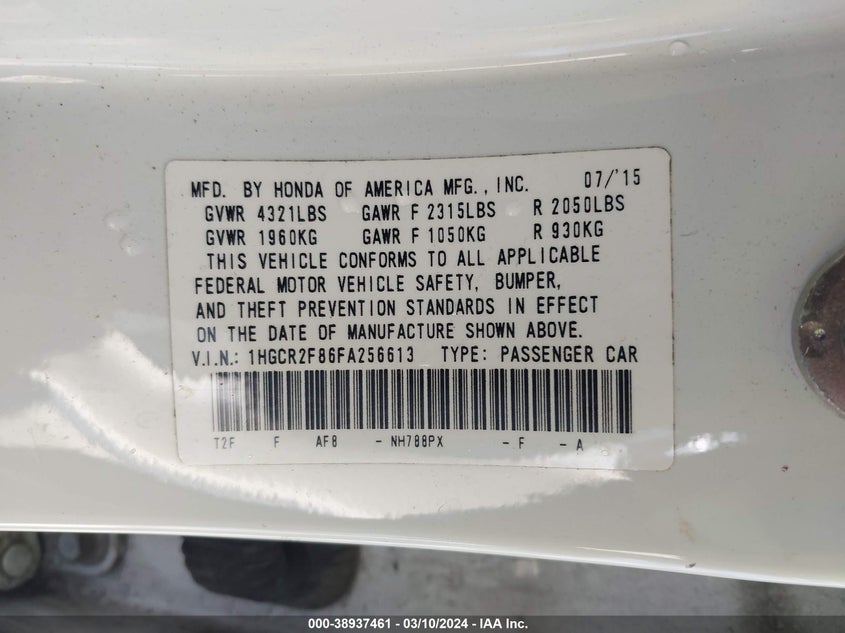 MFD. BY HONDA OF AMERICA MFG., INC. 07/'15
GVWR 4321LBS GAWR F 2315LBS R 2050LBS
GVWR 1960KG GAWR F 1050KG R 930KG
THIS VEHICLE CONFORMS TO ALL APPLICABLE
FEDERAL MOTOR VEHICLE SAFETY, BUMPER,
AND THEFT PREVENTION STANDARDS IN EFFECT
ON THE DATE OF MANUFACTURE SHOWN ABOVE.
V.I.N.: 1HGCR2F86FA256613 TYPE: PASSENGER CAR
T2F F AF8 - NH788PX - F - A
000-38937461 - 03/10/2024 - IAA Inc.